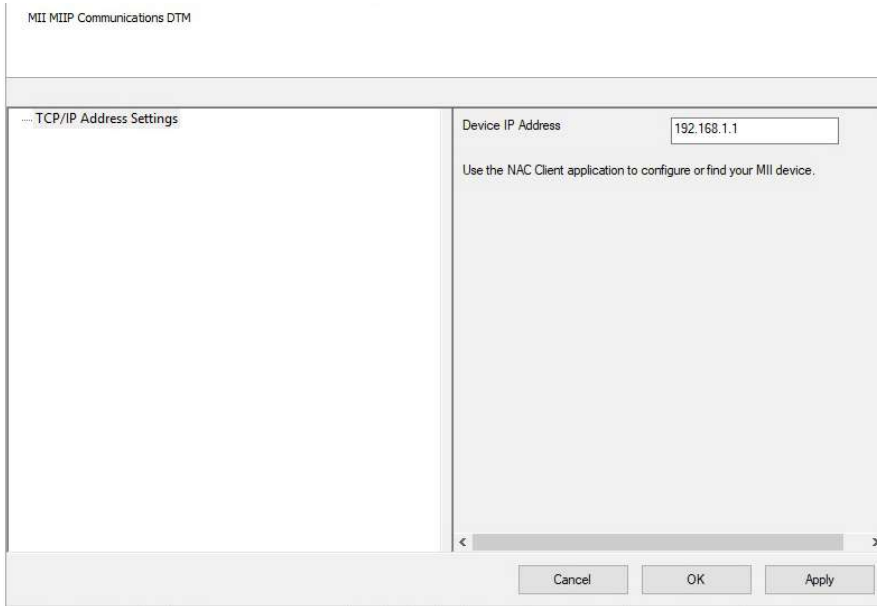 MII MIIP Communications DTM
TCP/IP Address Settings
Device IP Address
192.168.1.1
Use the NAC Client application to configure or find your MII device.
Cancel
OK
Apply